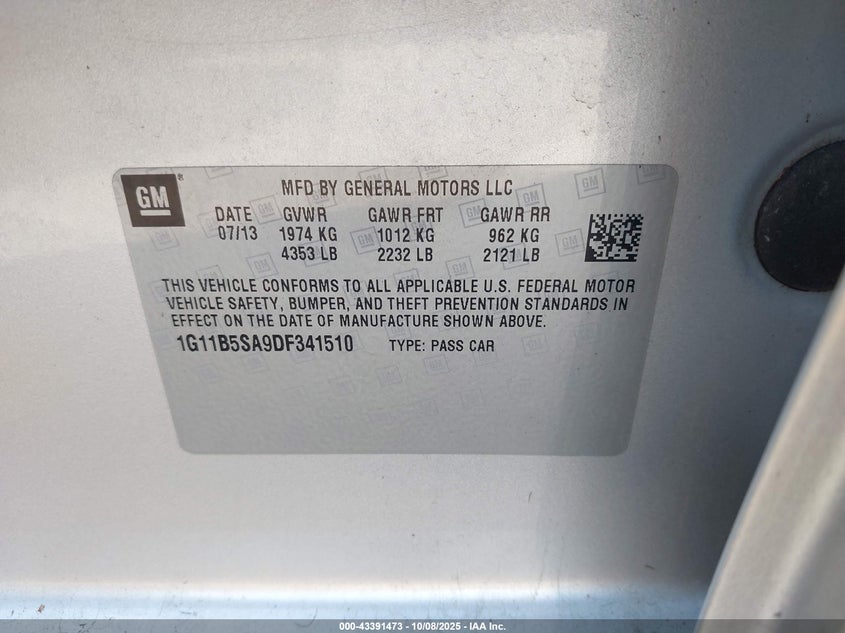 GM
MFD BY GENERAL MOTORS LLC
DATE GVWR GAWR FRT GAWR RR
07/13 1974 KG 1012 KG 962 KG
4353 LB 2232 LB 2121 LB
THIS VEHICLE CONFORMS TO ALL APPLICABLE U.S. FEDERAL MOTOR
VEHICLE SAFETY, BUMPER, AND THEFT PREVENTION STANDARDS IN
EFFECT ON THE DATE OF MANUFACTURE SHOWN ABOVE.
1G11B5SA9DF341510 TYPE: PASS CAR
000-43391473 - 10/08/2025 - IAA Inc.